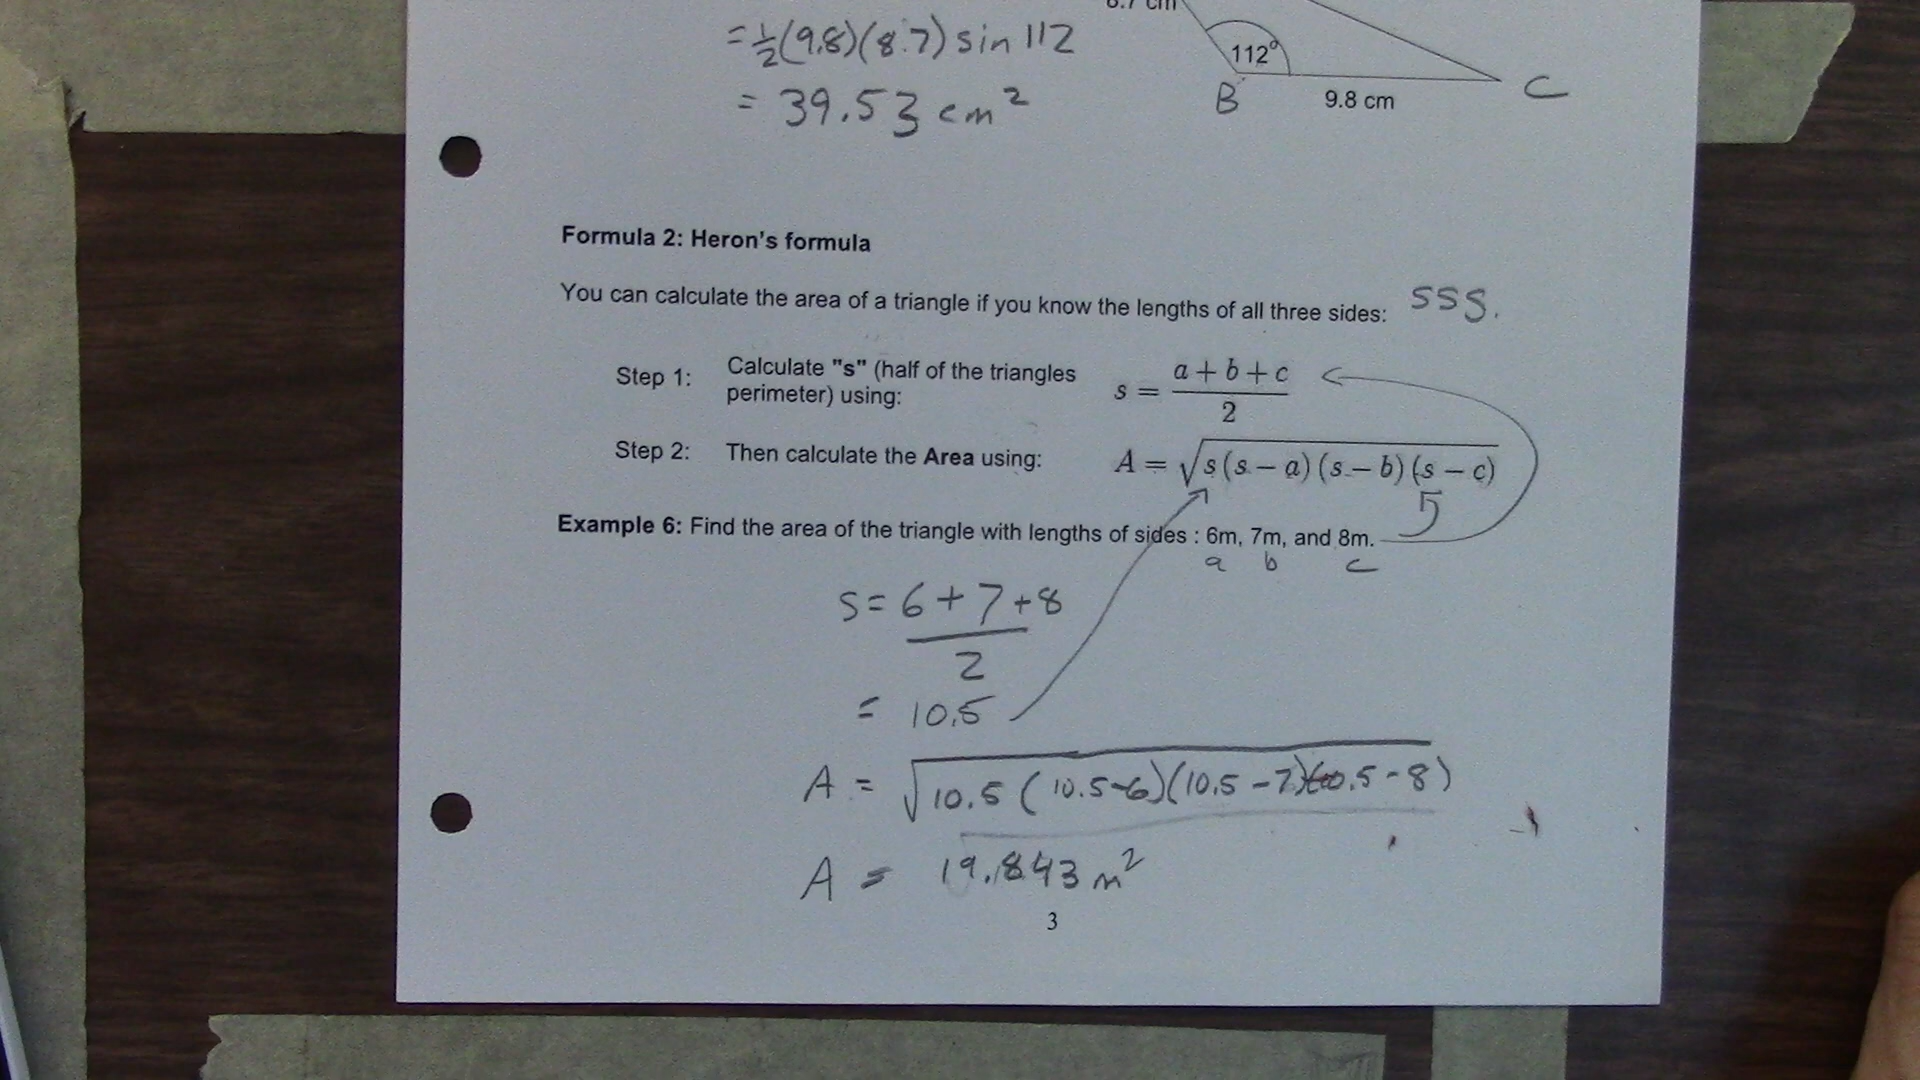 8.7 cm
= 1/2 (9.8)(8.7) sin 112
112°
= 39.53 cm²
B
9.8 cm
C
Formula 2: Heron's formula
You can calculate the area of a triangle if you know the lengths of all three sides: SSS.
Step 1: Calculate "s" (half of the triangles
perimeter) using:
s = (a + b + c)/2
Step 2: Then calculate the Area using: A = √(s(s − a)(s − b)(s − c))
5
Example 6: Find the area of the triangle with lengths of sides : 6m, 7m, and 8m.
a b c
S = (6 + 7 + 8)/2
= 10.5
A = √(10.5 (10.5-6)(10.5-7)(10.5-8))
A = 19.843 m²
3